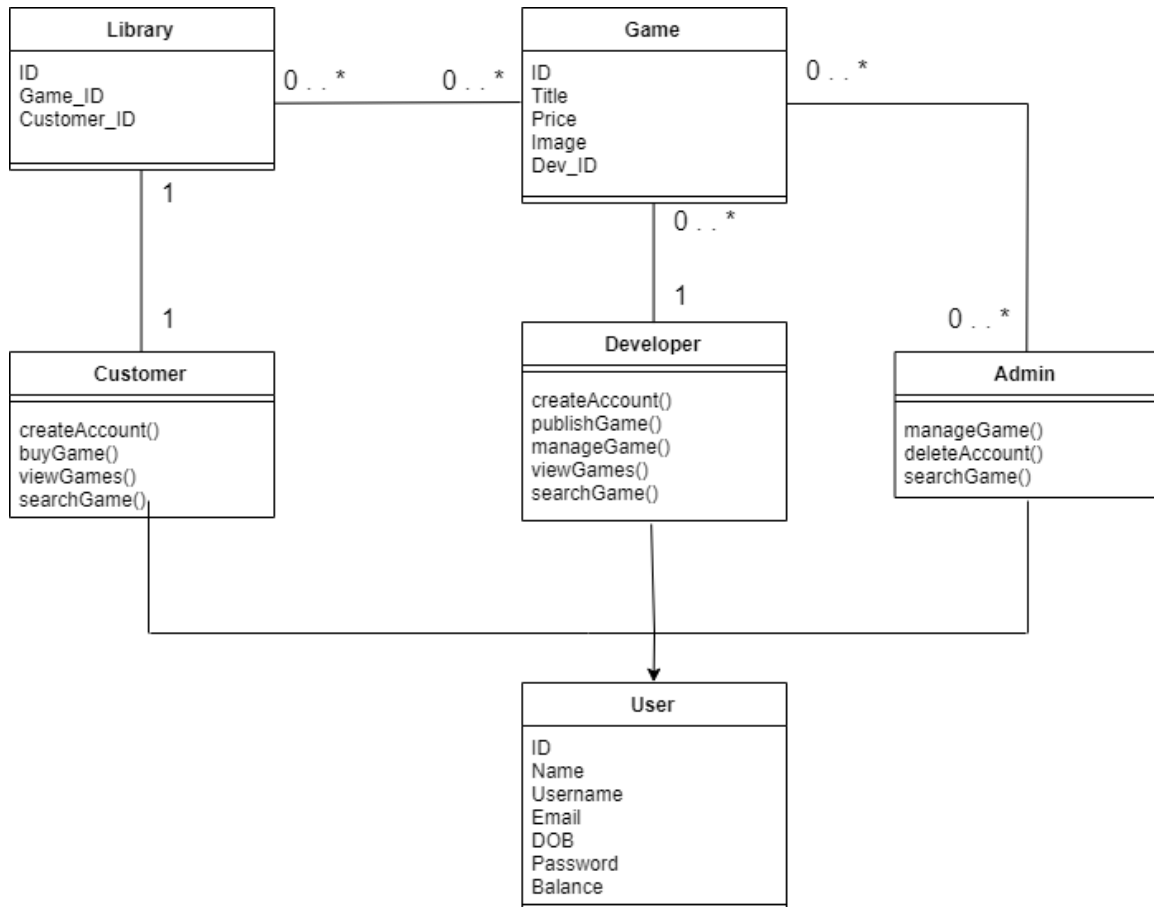 Library
ID
Game_ID
Customer_ID
0 . . *
0 . . *
Game
ID
Title
Price
Image
Dev_ID
0 . . *
1
1
0 . . *
1
0 . . *
Customer
createAccount()
buyGame()
viewGames()
searchGame()
Developer
createAccount()
publishGame()
manageGame()
viewGames()
searchGame()
Admin
manageGame()
deleteAccount()
searchGame()
User
ID
Name
Username
Email
DOB
Password
Balance